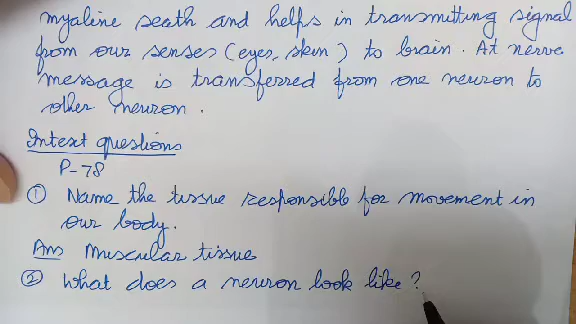 myaline seath and helps in transmitting signal
from our senses (eyes, skin) to brain. At nerve
message is transferred from one neuron to
other neuron.
Intext questions
P-78
① Name the tissue responsible for movement in
our body.
Ans Muscular tissue
② What does a neuron look like?